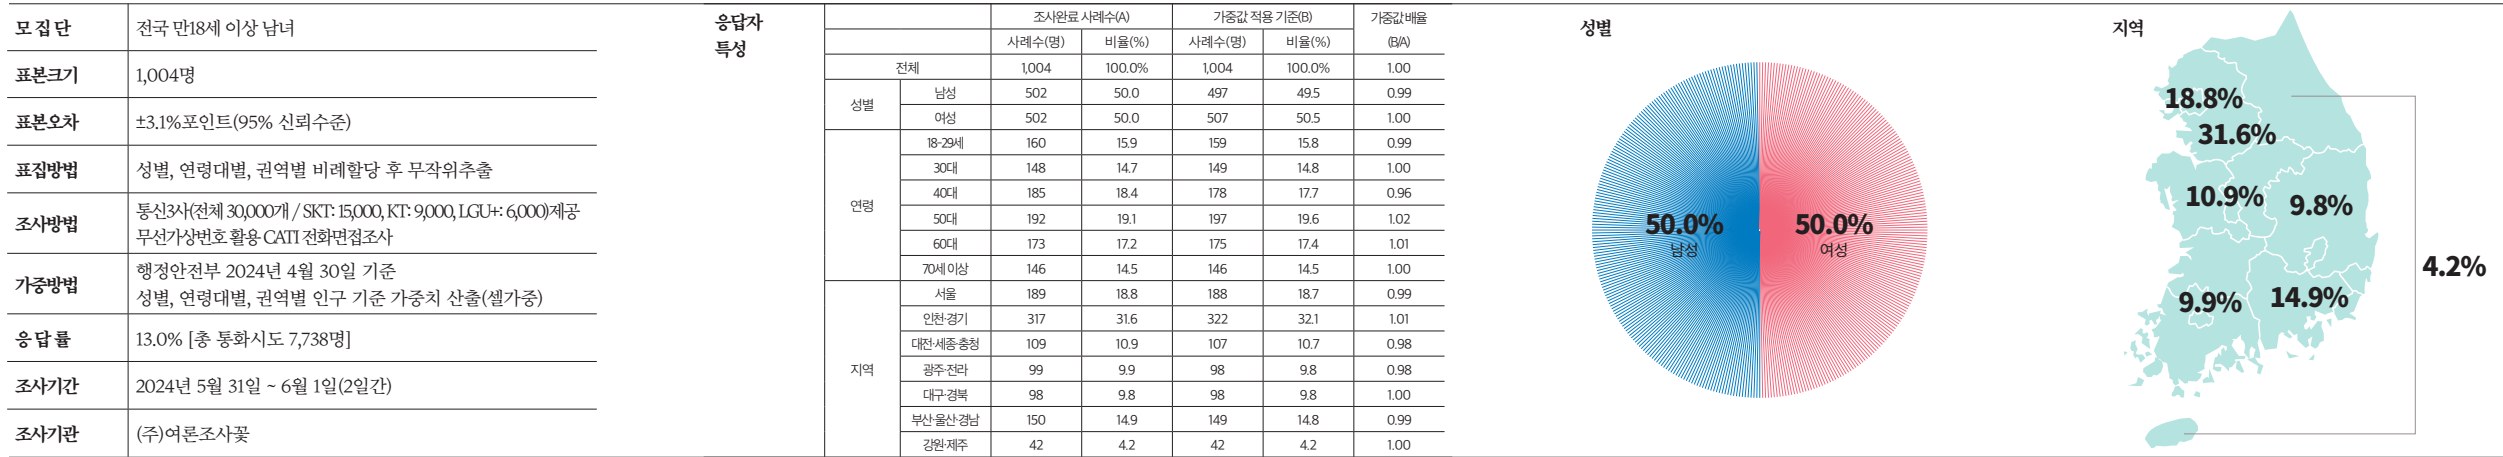 모집단 전국 만18세 이상 남녀
표본크기 1,004명
표본오차 ±3.1%포인트(95% 신뢰수준)
표집방법 성별, 연령대별, 권역별 비례할당 후 무작위추출
조사방법 통신3사(전체 30,000개 / SKT: 15,000, KT: 9,000, LGU+: 6,000)제공
무선가상번호 활용 CATI 전화면접조사
가중방법 행정안전부 2024년 4월 30일 기준
성별, 연령대별, 권역별 인구 기준 가중치 산출(셀가중)
응답률 13.0% [총 통화시도 7,738명]
조사기간 2024년 5월 31일 ~ 6월 1일(2일간)
조사기관 (주)여론조사꽃
응답자
특성
조사완료 사례수(A) 가중값 적용 기준(B) 가중값 배율
사례수(명) 비율(%) 사례수(명) 비율(%) (B/A)
전체 1,004 100.0% 1,004 100.0% 1.00
성별 남성 502 50.0 497 49.5 0.99
여성 502 50.0 507 50.5 1.00
연령 18-29세 160 15.9 159 15.8 0.99
30대 148 14.7 149 14.8 1.00
40대 185 18.4 178 17.7 0.96
50대 192 19.1 197 19.6 1.02
60대 173 17.2 175 17.4 1.01
70세 이상 146 14.5 146 14.5 1.00
지역 서울 189 18.8 188 18.7 0.99
인천·경기 317 31.6 322 32.1 1.01
대전·세종·충청 109 10.9 107 10.7 0.98
광주·전라 99 9.9 98 9.8 0.98
대구·경북 98 9.8 98 9.8 1.00
부산·울산·경남 150 14.9 149 14.8 0.99
강원·제주 42 4.2 42 4.2 1.00
성별
50.0% 50.0%
남성 여성
지역
18.8%
31.6%
10.9% 9.8%
4.2%
9.9% 14.9%